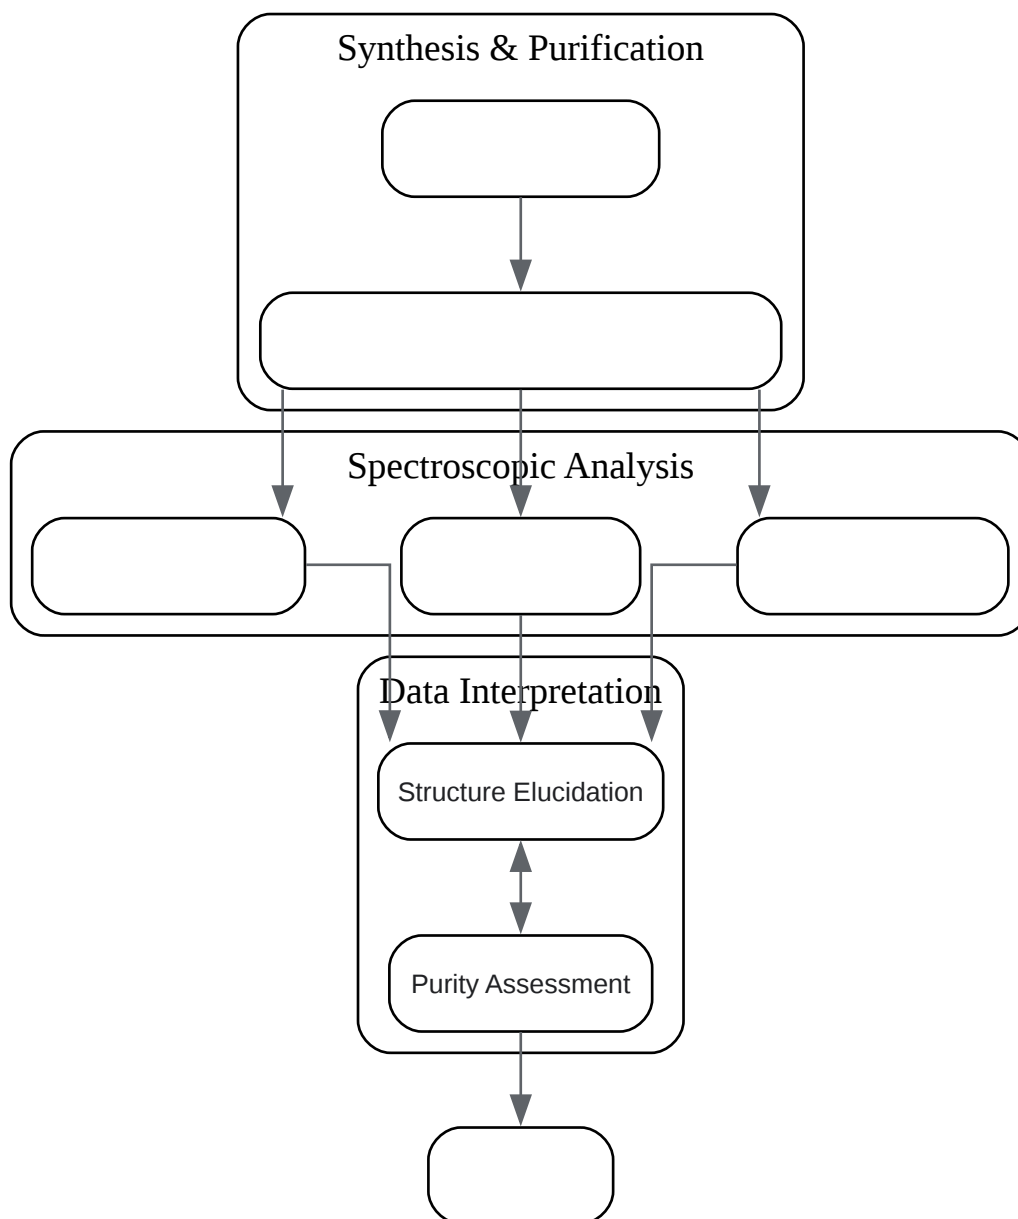 Synthesis & Purification
Spectroscopic Analysis
Data Interpretation
Structure Elucidation
Purity Assessment